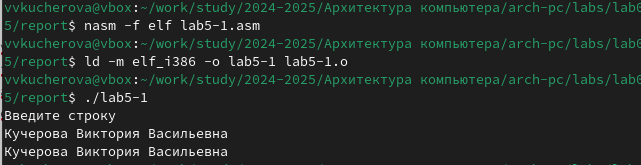 vvkucherova@vbox:~/work/study/2024-2025/Архитектура компьютера/arch-pc/labs/lab0
5/report$ nasm -f elf lab5-1.asm
vvkucherova@vbox:~/work/study/2024-2025/Архитектура компьютера/arch-pc/labs/lab0
5/report$ ld -m elf_i386 -o lab5-1 lab5-1.o
vvkucherova@vbox:~/work/study/2024-2025/Архитектура компьютера/arch-pc/labs/lab0
5/report$ ./lab5-1
Введите строку
Кучерова Виктория Васильевна
Кучерова Виктория Васильевна